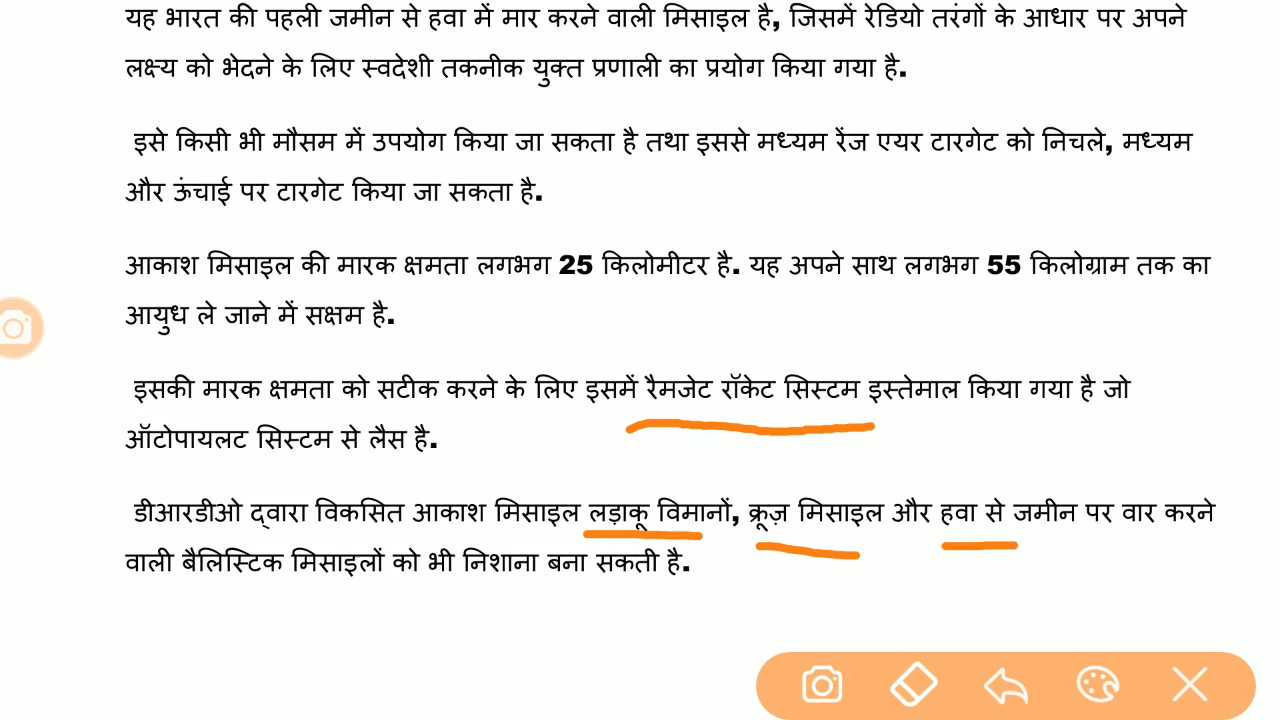 यह भारत की पहली जमीन से हवा में मार करने वाली मिसाइल है, जिसमें रेडियो तरंगों के आधार पर अपने
लक्ष्य को भेदने के लिए स्वदेशी तकनीक युक्त प्रणाली का प्रयोग किया गया है.
इसे किसी भी मौसम में उपयोग किया जा सकता है तथा इससे मध्यम रेंज एयर टारगेट को निचले, मध्यम
और ऊंचाई पर टारगेट किया जा सकता है.
आकाश मिसाइल की मारक क्षमता लगभग 25 किलोमीटर है. यह अपने साथ लगभग 55 किलोग्राम तक का
आयुध ले जाने में सक्षम है.
इसकी मारक क्षमता को सटीक करने के लिए इसमें रैमजेट रॉकेट सिस्टम इस्तेमाल किया गया है जो
ऑटोपायलट सिस्टम से लैस है.
डीआरडीओ द्वारा विकसित आकाश मिसाइल लड़ाकू विमानों, क्रूज़ मिसाइल और हवा से जमीन पर वार करने
वाली बैलिस्टिक मिसाइलों को भी निशाना बना सकती है.